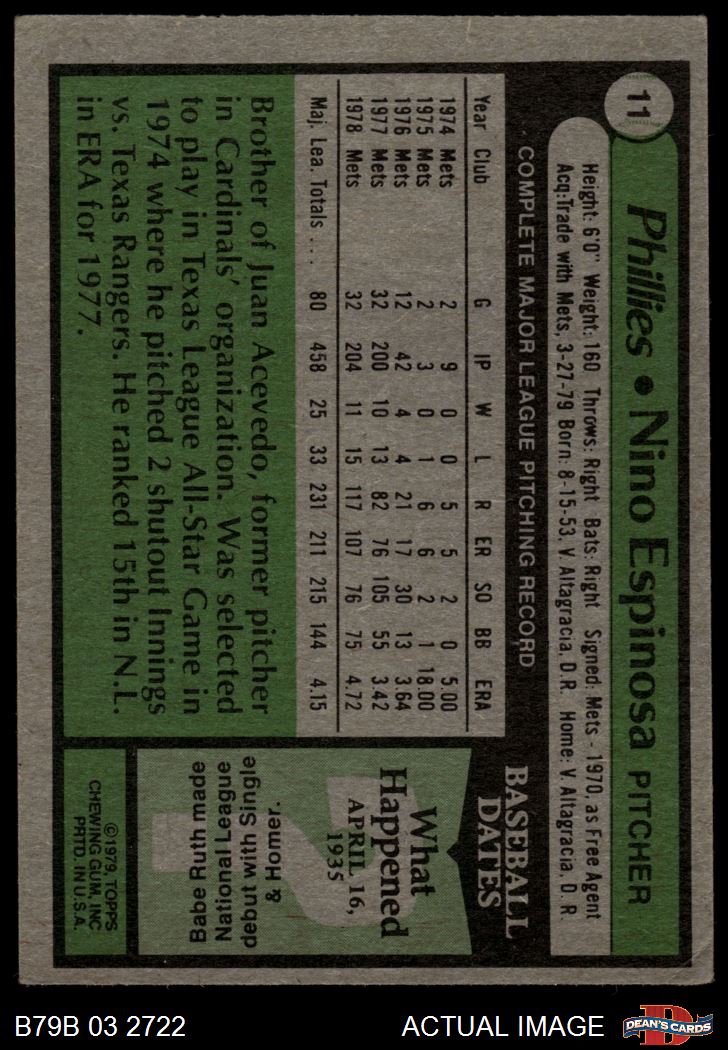 11
Phillies • Nino Espinosa PITCHER
Height: 6'0" Weight: 160 Throws: Right Bats: Right Signed: Mets - 1970, as Free Agent
Acq: Trade with Mets, 3-27-79 Born: 8-15-53, V. Altagracia, D.R. Home: V. Altagracia, D.R
COMPLETE MAJOR LEAGUE PITCHING RECORD
Year Club G IP W L R ER SO BB ERA
1974 Mets 2 9 0 0 5 5 2 0 5.00
1975 Mets 2 3 0 1 6 6 2 1 18.00
1976 Mets 12 42 4 4 21 17 30 13 3.64
1977 Mets 32 200 10 13 82 76 105 55 3.42
1978 Mets 32 204 11 15 117 107 76 75 4.72
Maj. Lea. Totals . . . 80 458 25 33 231 211 215 144 4.15
Brother of Juan Acevedo, former pitcher
in Cardinals' organization. Was selected
to play in Texas League All-Star Game in
1974 where he pitched 2 shutout Innings
vs. Texas Rangers. He ranked 15th in N.L.
in ERA for 1977.
BASEBALL
DATES
What
Happened
APRIL 16,
1935
Babe Ruth made
National League
debut with Single
& Homer.
©1979, TOPPS
CHEWING GUM, INC
PRTD. IN U.S.A.
B79B 03 2722
ACTUAL IMAGE
D
DEAN'S CARDS